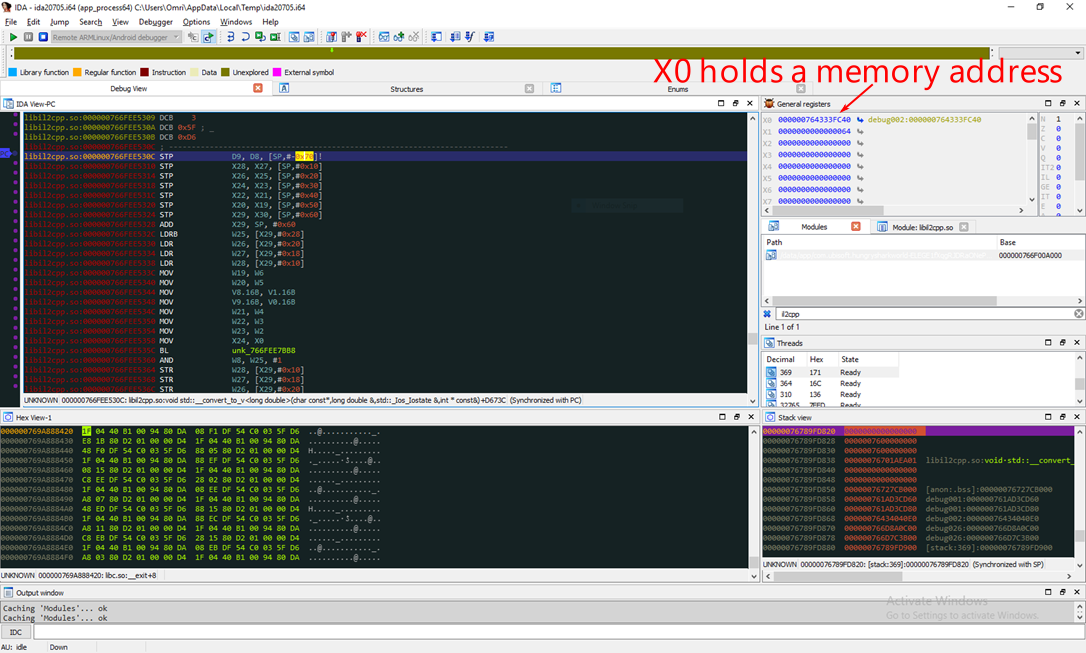 IDA - ida20705.i64 (app_process64) C:\Users\Omri\AppData\Local\Temp\ida20705.i64
File Edit Jump Search View Debugger Options Windows Help
Remote ARMLinux/Android debugger
Library function Regular function Instruction Data Unexplored External symbol
X0 holds a memory address
Debug View Structures Enums
IDA View-PC
libil2cpp.so:000000766FEE5309 DCB 3
libil2cpp.so:000000766FEE530A DCB 0x5F ; _
libil2cpp.so:000000766FEE530B DCB 0xD6
libil2cpp.so:000000766FEE530C ; ---------------------------------------------------------------------------
libil2cpp.so:000000766FEE530C STP D9, D8, [SP,#-0x70]!
libil2cpp.so:000000766FEE5310 STP X28, X27, [SP,#0x10]
libil2cpp.so:000000766FEE5314 STP X26, X25, [SP,#0x20]
libil2cpp.so:000000766FEE5318 STP X24, X23, [SP,#0x30]
libil2cpp.so:000000766FEE531C STP X22, X21, [SP,#0x40]
libil2cpp.so:000000766FEE5320 STP X20, X19, [SP,#0x50]
libil2cpp.so:000000766FEE5324 STP X29, X30, [SP,#0x60]
libil2cpp.so:000000766FEE5328 ADD X29, SP, #0x60
libil2cpp.so:000000766FEE532C LDRB W25, [X29,#0x28]
libil2cpp.so:000000766FEE5330 LDR W26, [X29,#0x20]
libil2cpp.so:000000766FEE5334 LDR W27, [X29,#0x18]
libil2cpp.so:000000766FEE5338 LDR W28, [X29,#0x10]
libil2cpp.so:000000766FEE533C MOV W19, W6
libil2cpp.so:000000766FEE5340 MOV W20, W5
libil2cpp.so:000000766FEE5344 MOV V8.16B, V1.16B
libil2cpp.so:000000766FEE5348 MOV V9.16B, V0.16B
libil2cpp.so:000000766FEE534C MOV W21, W4
libil2cpp.so:000000766FEE5350 MOV W22, W3
libil2cpp.so:000000766FEE5354 MOV W23, W2
libil2cpp.so:000000766FEE5358 MOV X24, X0
libil2cpp.so:000000766FEE535C BL unk_766FEE7BB8
libil2cpp.so:000000766FEE5360 AND W8, W25, #1
libil2cpp.so:000000766FEE5364 STR W28, [X29,#0x10]
libil2cpp.so:000000766FEE5368 STR W27, [X29,#0x18]
libil2cpp.so:000000766FEE536C STR W26, [X29,#0x20]
UNKNOWN 000000766FEE530C: libil2cpp.so:void std::__convert_to_v<long double>(char const*,long double &,std::_Ios_Iostate &,int * const&)+D673C (Synchronized with PC)
General registers
X0 000000764333FC40 debug002:000000764333FC40
X1 0000000000000064
X2 0000000000000000
X3 0000000000000000
X4 0000000000000000
X5 0000000000000000
X6 0000000000000000
X7 0000000000000000
N 1
Z 0
C 0
V 0
Q 0
IT2 0
IL 0
GE 0
IT 0
E 0
Modules Module: libil2cpp.so
Path Base
000000766F00A000
il2cpp
Line 1 of 1
Threads
Decimal Hex State
369 171 Ready
364 16C Ready
310 136 Ready
32765 7FFD Ready
Hex View-1
000000769A888420 1F 04 40 B1 00 94 80 DA 08 F1 DF 54 C0 03 5F D6
000000769A888430 E8 1B 80 D2 01 00 00 D4 1F 04 40 B1 00 94 80 DA
000000769A888440 48 F0 DF 54 C0 03 5F D6 88 05 80 D2 01 00 00 D4
000000769A888450 1F 04 40 B1 00 94 80 DA 88 EF DF 54 C0 03 5F D6
000000769A888460 08 15 80 D2 01 00 00 D4 1F 04 40 B1 00 94 80 DA
000000769A888470 C8 EE DF 54 C0 03 5F D6 28 02 80 D2 01 00 00 D4
000000769A888480 1F 04 40 B1 00 94 80 DA 08 EE DF 54 C0 03 5F D6
000000769A888490 A8 07 80 D2 01 00 00 D4 1F 04 40 B1 00 94 80 DA
000000769A8884A0 48 ED DF 54 C0 03 5F D6 88 15 80 D2 01 00 00 D4
000000769A8884B0 1F 04 40 B1 00 94 80 DA 88 EC DF 54 C0 03 5F D6
000000769A8884C0 A8 11 80 D2 01 00 00 D4 1F 04 40 B1 00 94 80 DA
000000769A8884D0 C8 EB DF 54 C0 03 5F D6 28 15 80 D2 01 00 00 D4
000000769A8884E0 1F 04 40 B1 00 94 80 DA 08 EB DF 54 C0 03 5F D6
000000769A8884F0 A8 03 80 D2 01 00 00 D4 1F 04 40 B1 00 94 80 DA
UNKNOWN 000000769A888420: libc.so:__exit+8
Stack view
00000076789FD820 0000000000000000
00000076789FD828 0000007600000000
00000076789FD830 0000000000000000
00000076789FD838 00000076701AEA01 libil2cpp.so:void-std::__convert_
00000076789FD840 0000000000000000
00000076789FD848 0000000000000000
00000076789FD850 00000076727CB000 [anon:.bss]:00000076727CB000
00000076789FD858 000000761AD3CD60 debug001:000000761AD3CD60
00000076789FD860 000000761AD3CD80 debug001:000000761AD3CD80
00000076789FD868 00000076434040E0 debug002:00000076434040E0
00000076789FD870 000000766D8A0C00 debug026:000000766D8A0C00
00000076789FD878 000000766D7C3B00 debug026:000000766D7C3B00
00000076789FD880 00000076789FD900 [stack:369]:00000076789FD900
UNKNOWN 00000076789FD820: [stack:369]:00000076789FD820 (Synchronized with SP)
Output window
Caching 'Modules'... ok
Caching 'Modules'... ok
Activate Windows
Go to Settings to activate Windows.
IDC
AU: idle Down